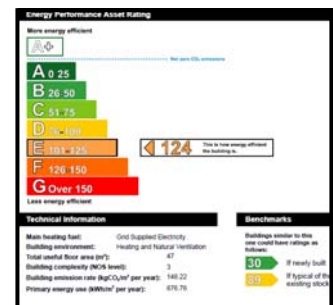 Energy Performance Asset Rating
More energy efficient
A+
Net zero CO₂ emissions
A 0-25
B 26-50
C 51-75
D 76-100
E 101-125
124 This is how energy efficient
the building is.
F 126-150
G Over 150
Less energy efficient
Technical Information
Main heating fuel: Grid Supplied Electricity
Building environment: Heating and Natural Ventilation
Total useful floor area (m²): 47
Building complexity (NOS level): 3
Building emission rate (kgCO₂/m² per year): 148.22
Primary energy use (kWh/m² per year): 876.76
Benchmarks
Buildings similar to this
one could have ratings as
follows:
30 If newly built
89 If typical of the
existing stock